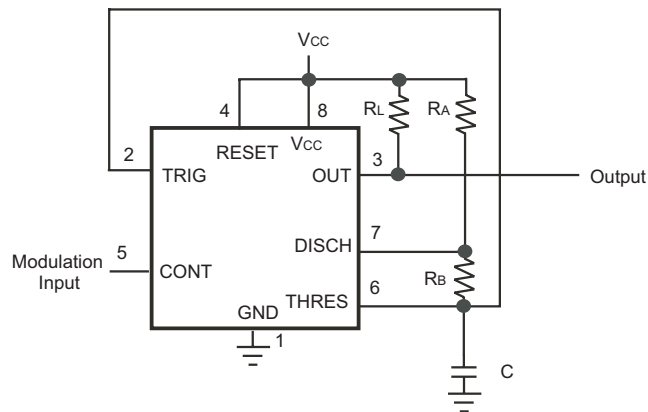 VCC
4
8
RL
RA
2
RESET
VCC
3
TRIG
OUT
Output
5
7
DISCH
Modulation
Input
CONT
RB
THRES
6
GND
1
C